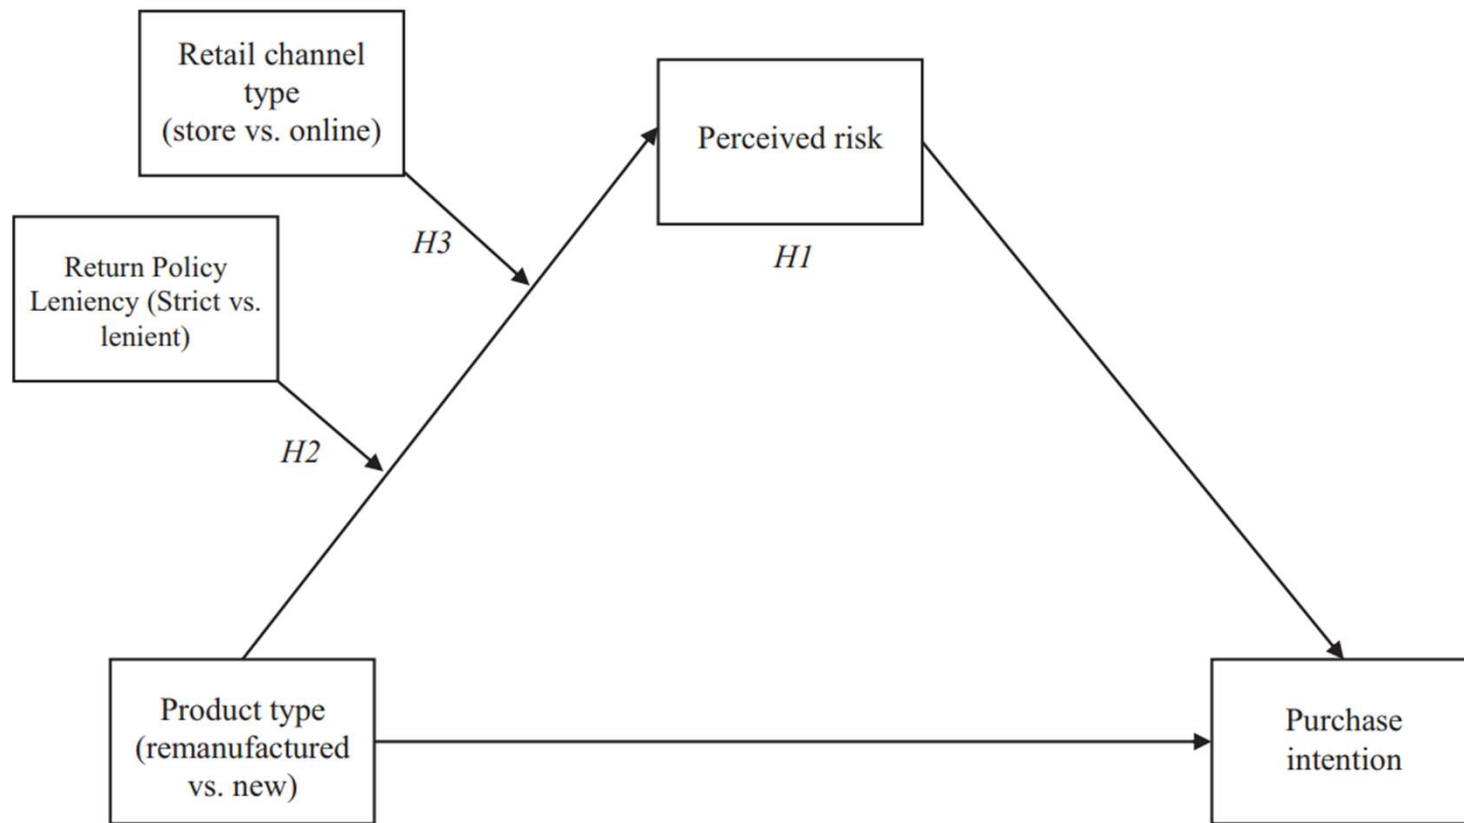 Retail channel
type
(store vs. online)
Perceived risk
H3
H1
Return Policy
Leniency (Strict vs.
lenient)
H2
Product type
(remanufactured
vs. new)
Purchase
intention